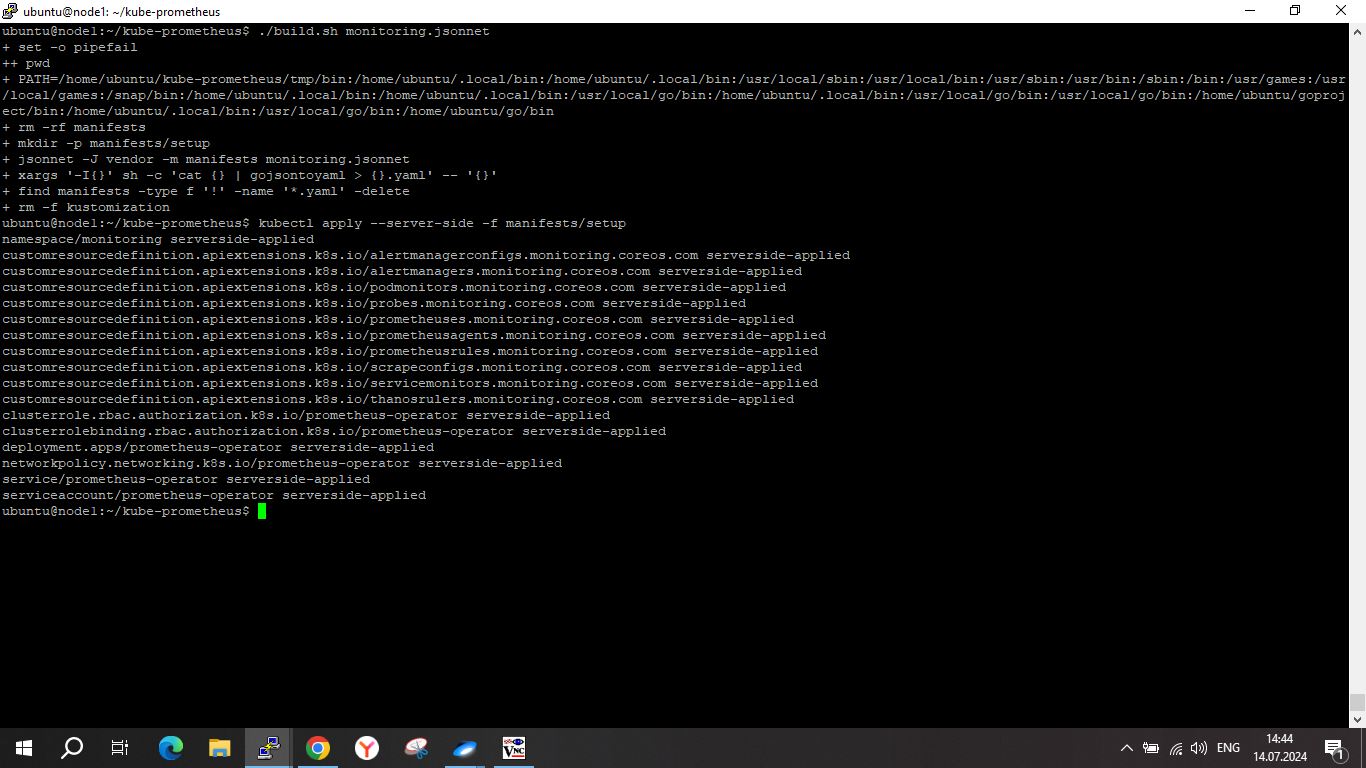 ubuntu@node1: ~/kube-prometheus
ubuntu@node1:~/kube-prometheus$ ./build.sh monitoring.jsonnet
+ set -o pipefail
++ pwd
+ PATH=/home/ubuntu/kube-prometheus/tmp/bin:/home/ubuntu/.local/bin:/home/ubuntu/.local/bin:/usr/local/sbin:/usr/local/bin:/usr/sbin:/usr/bin:/sbin:/bin:/usr/games:/usr
/local/games:/snap/bin:/home/ubuntu/.local/bin:/home/ubuntu/.local/bin:/usr/local/go/bin:/home/ubuntu/.local/bin:/usr/local/go/bin:/usr/local/go/bin:/home/ubuntu/goproj
ect/bin:/home/ubuntu/.local/bin:/usr/local/go/bin:/home/ubuntu/go/bin
+ rm -rf manifests
+ mkdir -p manifests/setup
+ jsonnet -J vendor -m manifests monitoring.jsonnet
+ xargs '-I{}' sh -c 'cat {} | gojsontoyaml > {}.yaml' -- '{}'
+ find manifests -type f '!' -name '*.yaml' -delete
+ rm -f kustomization
ubuntu@node1:~/kube-prometheus$ kubectl apply --server-side -f manifests/setup
namespace/monitoring serverside-applied
customresourcedefinition.apiextensions.k8s.io/alertmanagerconfigs.monitoring.coreos.com serverside-applied
customresourcedefinition.apiextensions.k8s.io/alertmanagers.monitoring.coreos.com serverside-applied
customresourcedefinition.apiextensions.k8s.io/podmonitors.monitoring.coreos.com serverside-applied
customresourcedefinition.apiextensions.k8s.io/probes.monitoring.coreos.com serverside-applied
customresourcedefinition.apiextensions.k8s.io/prometheuses.monitoring.coreos.com serverside-applied
customresourcedefinition.apiextensions.k8s.io/prometheusagents.monitoring.coreos.com serverside-applied
customresourcedefinition.apiextensions.k8s.io/prometheusrules.monitoring.coreos.com serverside-applied
customresourcedefinition.apiextensions.k8s.io/scrapeconfigs.monitoring.coreos.com serverside-applied
customresourcedefinition.apiextensions.k8s.io/servicemonitors.monitoring.coreos.com serverside-applied
customresourcedefinition.apiextensions.k8s.io/thanosrulers.monitoring.coreos.com serverside-applied
clusterrole.rbac.authorization.k8s.io/prometheus-operator serverside-applied
clusterrolebinding.rbac.authorization.k8s.io/prometheus-operator serverside-applied
deployment.apps/prometheus-operator serverside-applied
networkpolicy.networking.k8s.io/prometheus-operator serverside-applied
service/prometheus-operator serverside-applied
serviceaccount/prometheus-operator serverside-applied
ubuntu@node1:~/kube-prometheus$
VNC
ENG
14:44
14.07.2024
1